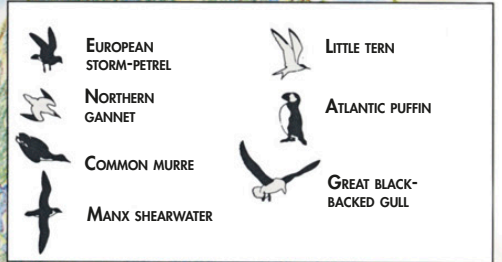 EUROPEAN
STORM-PETREL
NORTHERN
GANNET
COMMON MURRE
MANX SHEARWATER
LITTLE TERN
ATLANTIC PUFFIN
GREAT BLACK-
BACKED GULL